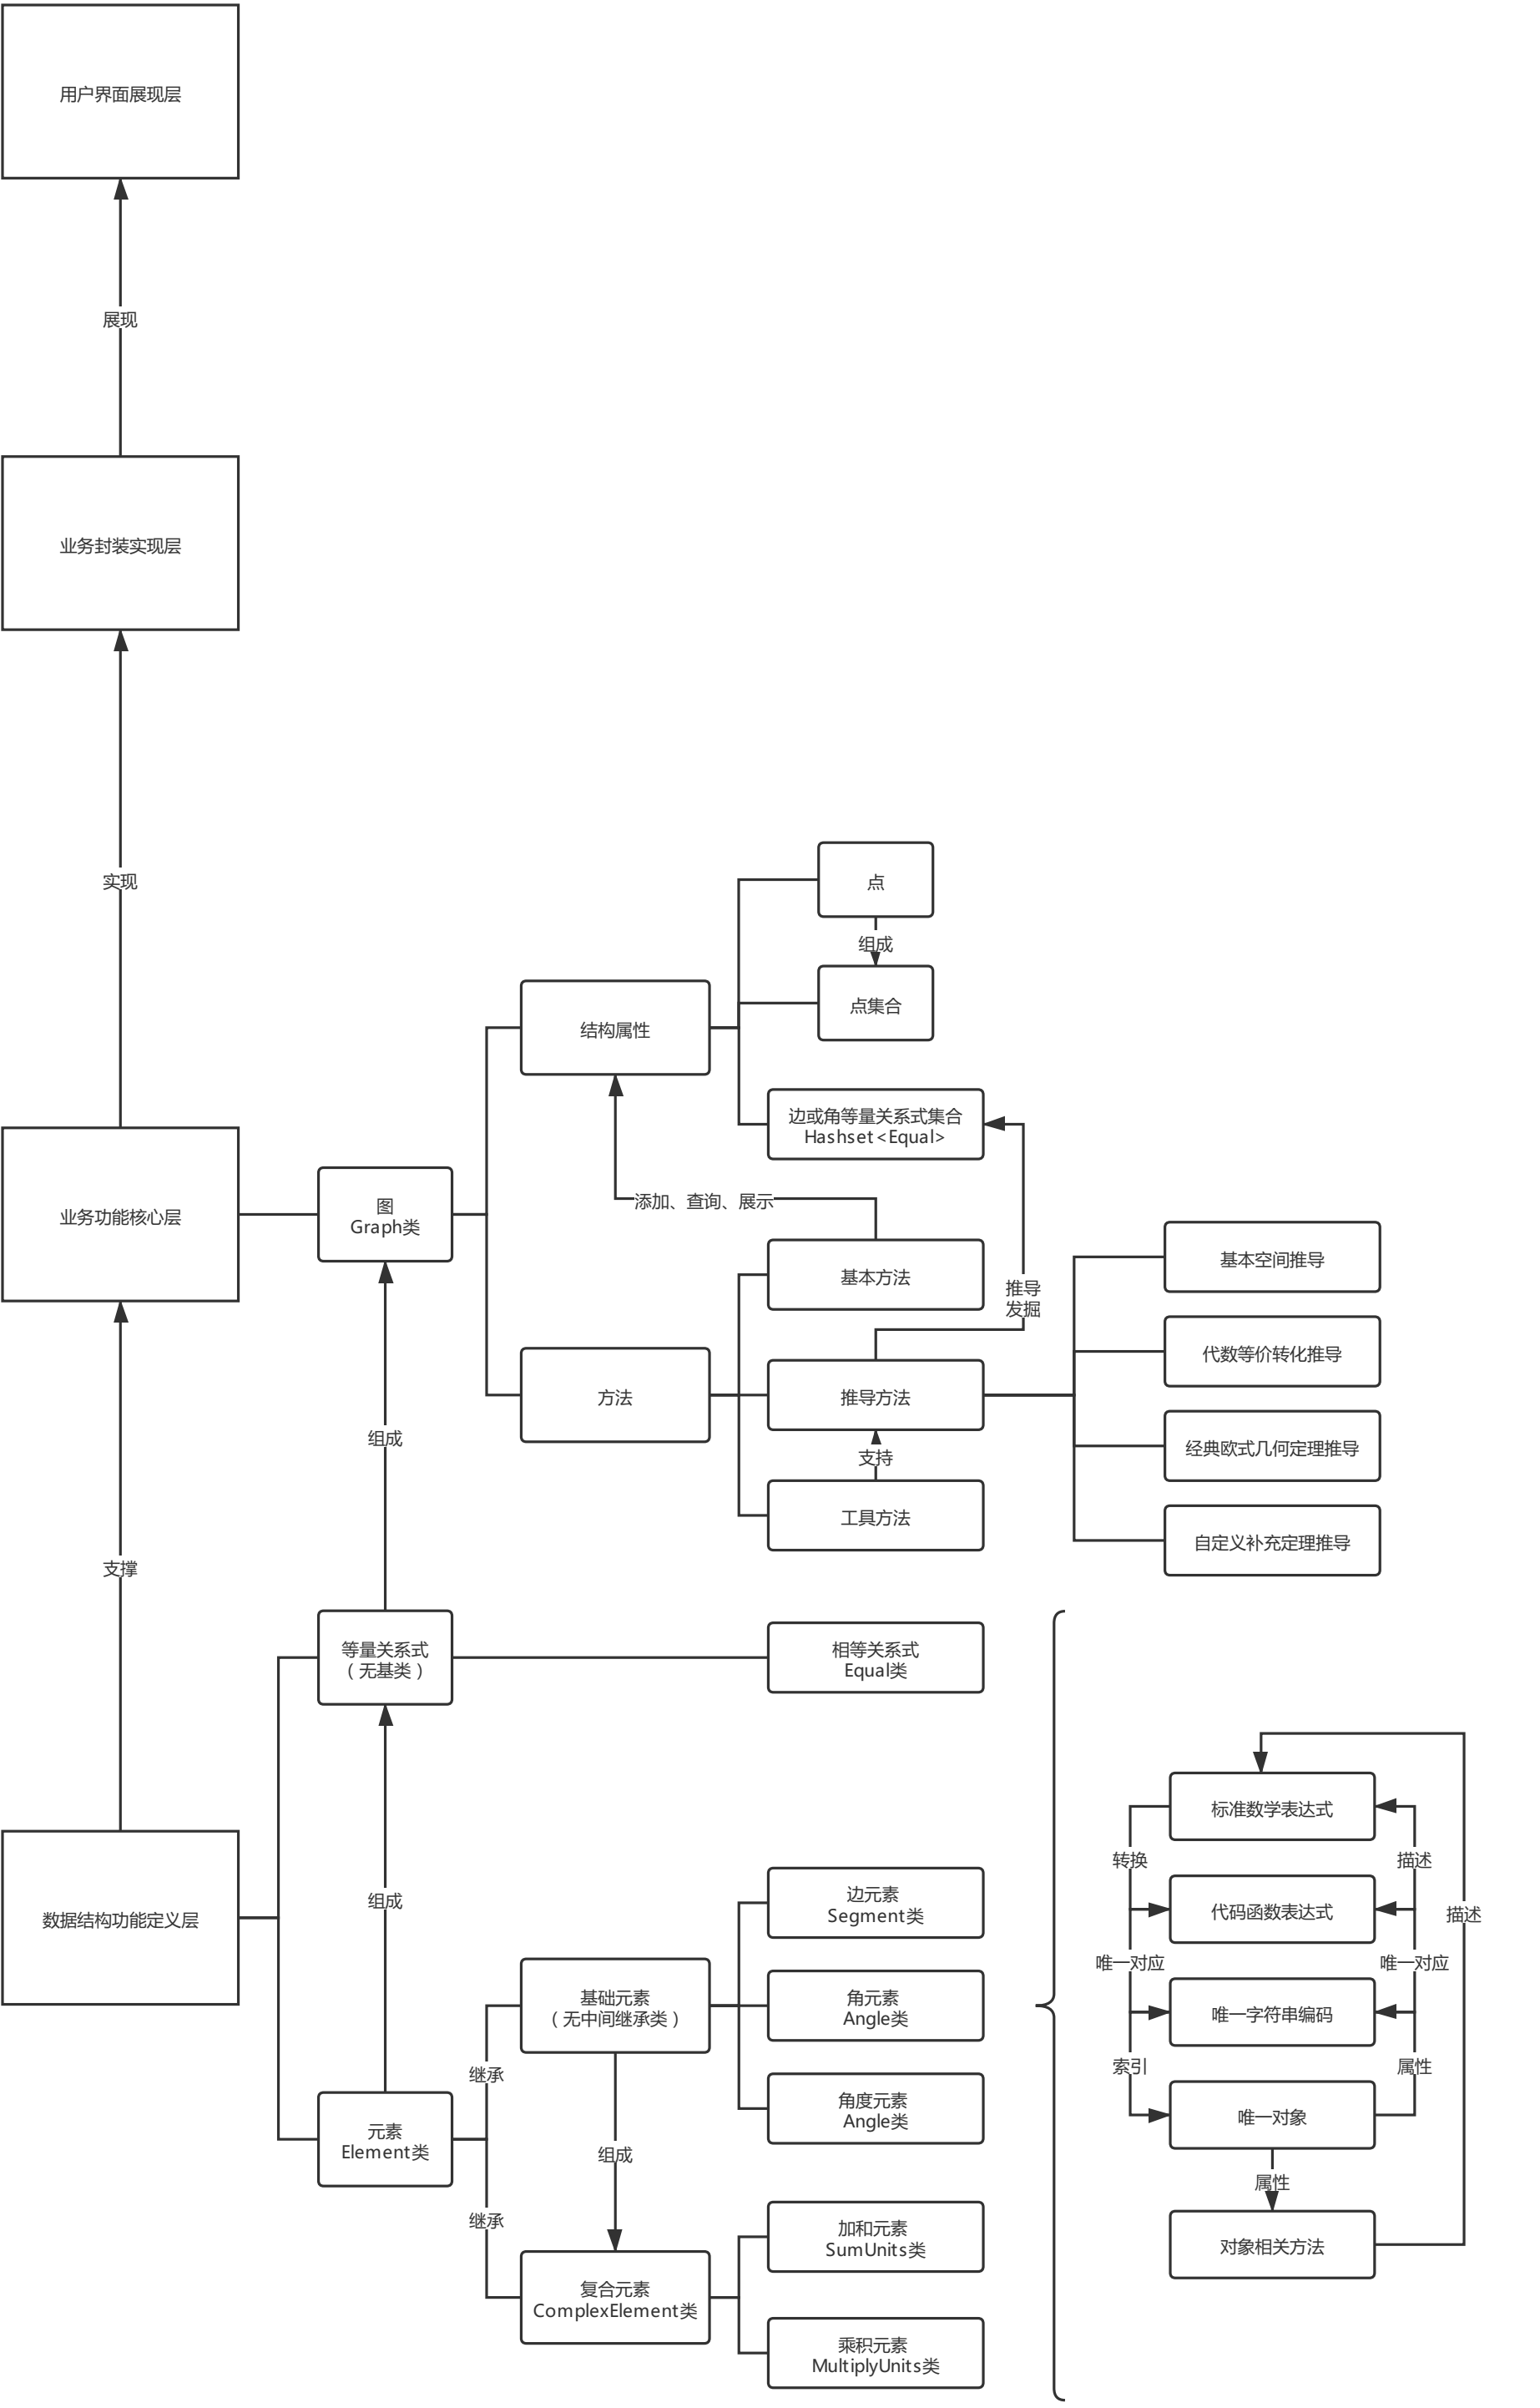 用户界面展现层
展现
业务封装实现层
实现
点
组成
点集合
结构属性
边或角等量关系式集合
Hashset<Equal>
添加、查询、展示
业务功能核心层
图
Graph类
基本方法
推导
发掘
基本空间推导
代数等价转化推导
方法
推导方法
经典欧式几何定理推导
组成
支持
工具方法
自定义补充定理推导
支撑
等量关系式
（无基类）
相等关系式
Equal类
标准数学表达式
转换
描述
数据结构功能定义层
组成
边元素
Segment类
代码函数表达式
描述
唯一对应
唯一对应
基础元素
（无中间继承类）
角元素
Angle类
唯一字符串编码
继承
索引
属性
元素
Element类
角度元素
Angle类
唯一对象
组成
属性
继承
加和元素
SumUnits类
对象相关方法
复合元素
ComplexElement类
乘积元素
MultiplyUnits类